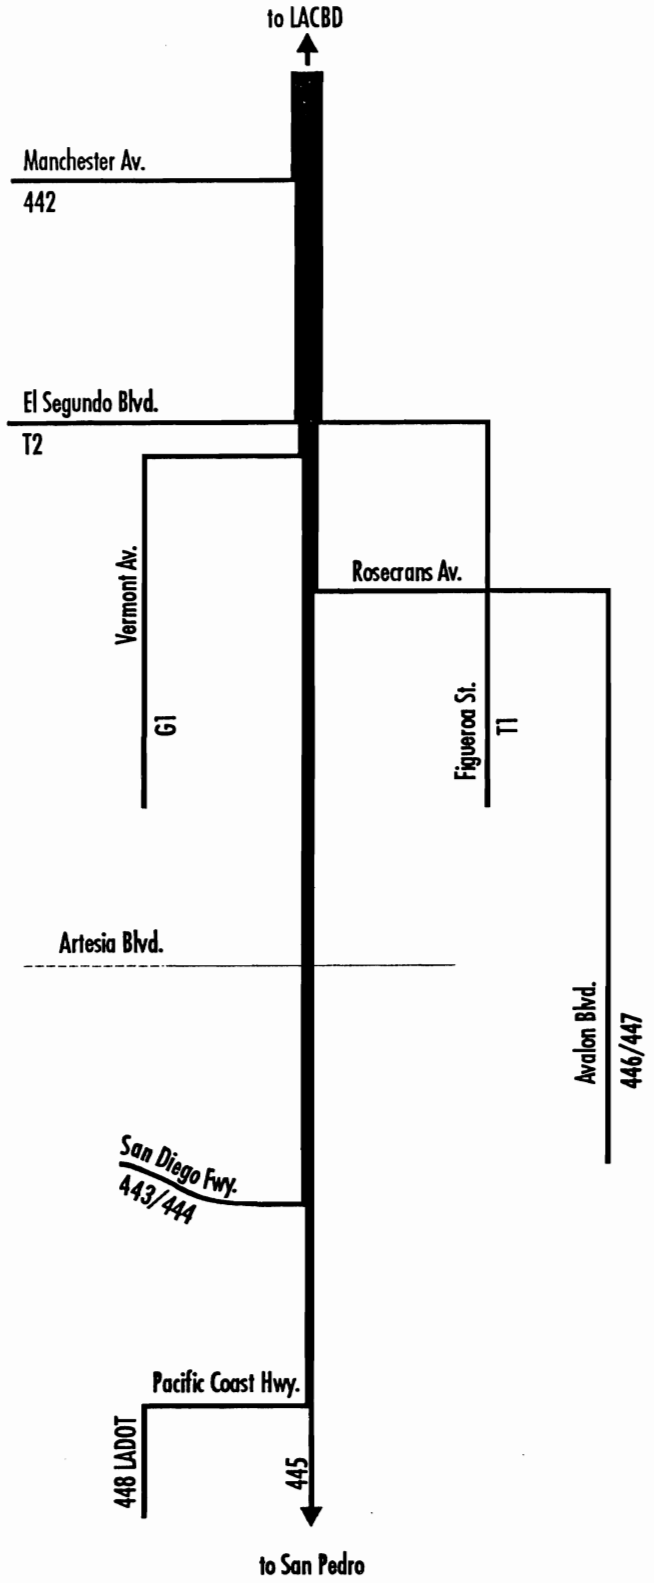 to LACBD
Manchester Av.
442
El Segundo Blvd.
T2
Vermont Av.
G1
Rosecrans Av.
Figueroa St.
T1
Artesia Blvd.
Avalon Blvd.
446/447
San Diego Fwy.
443/444
Pacific Coast Hwy.
448 LADOT
445
to San Pedro